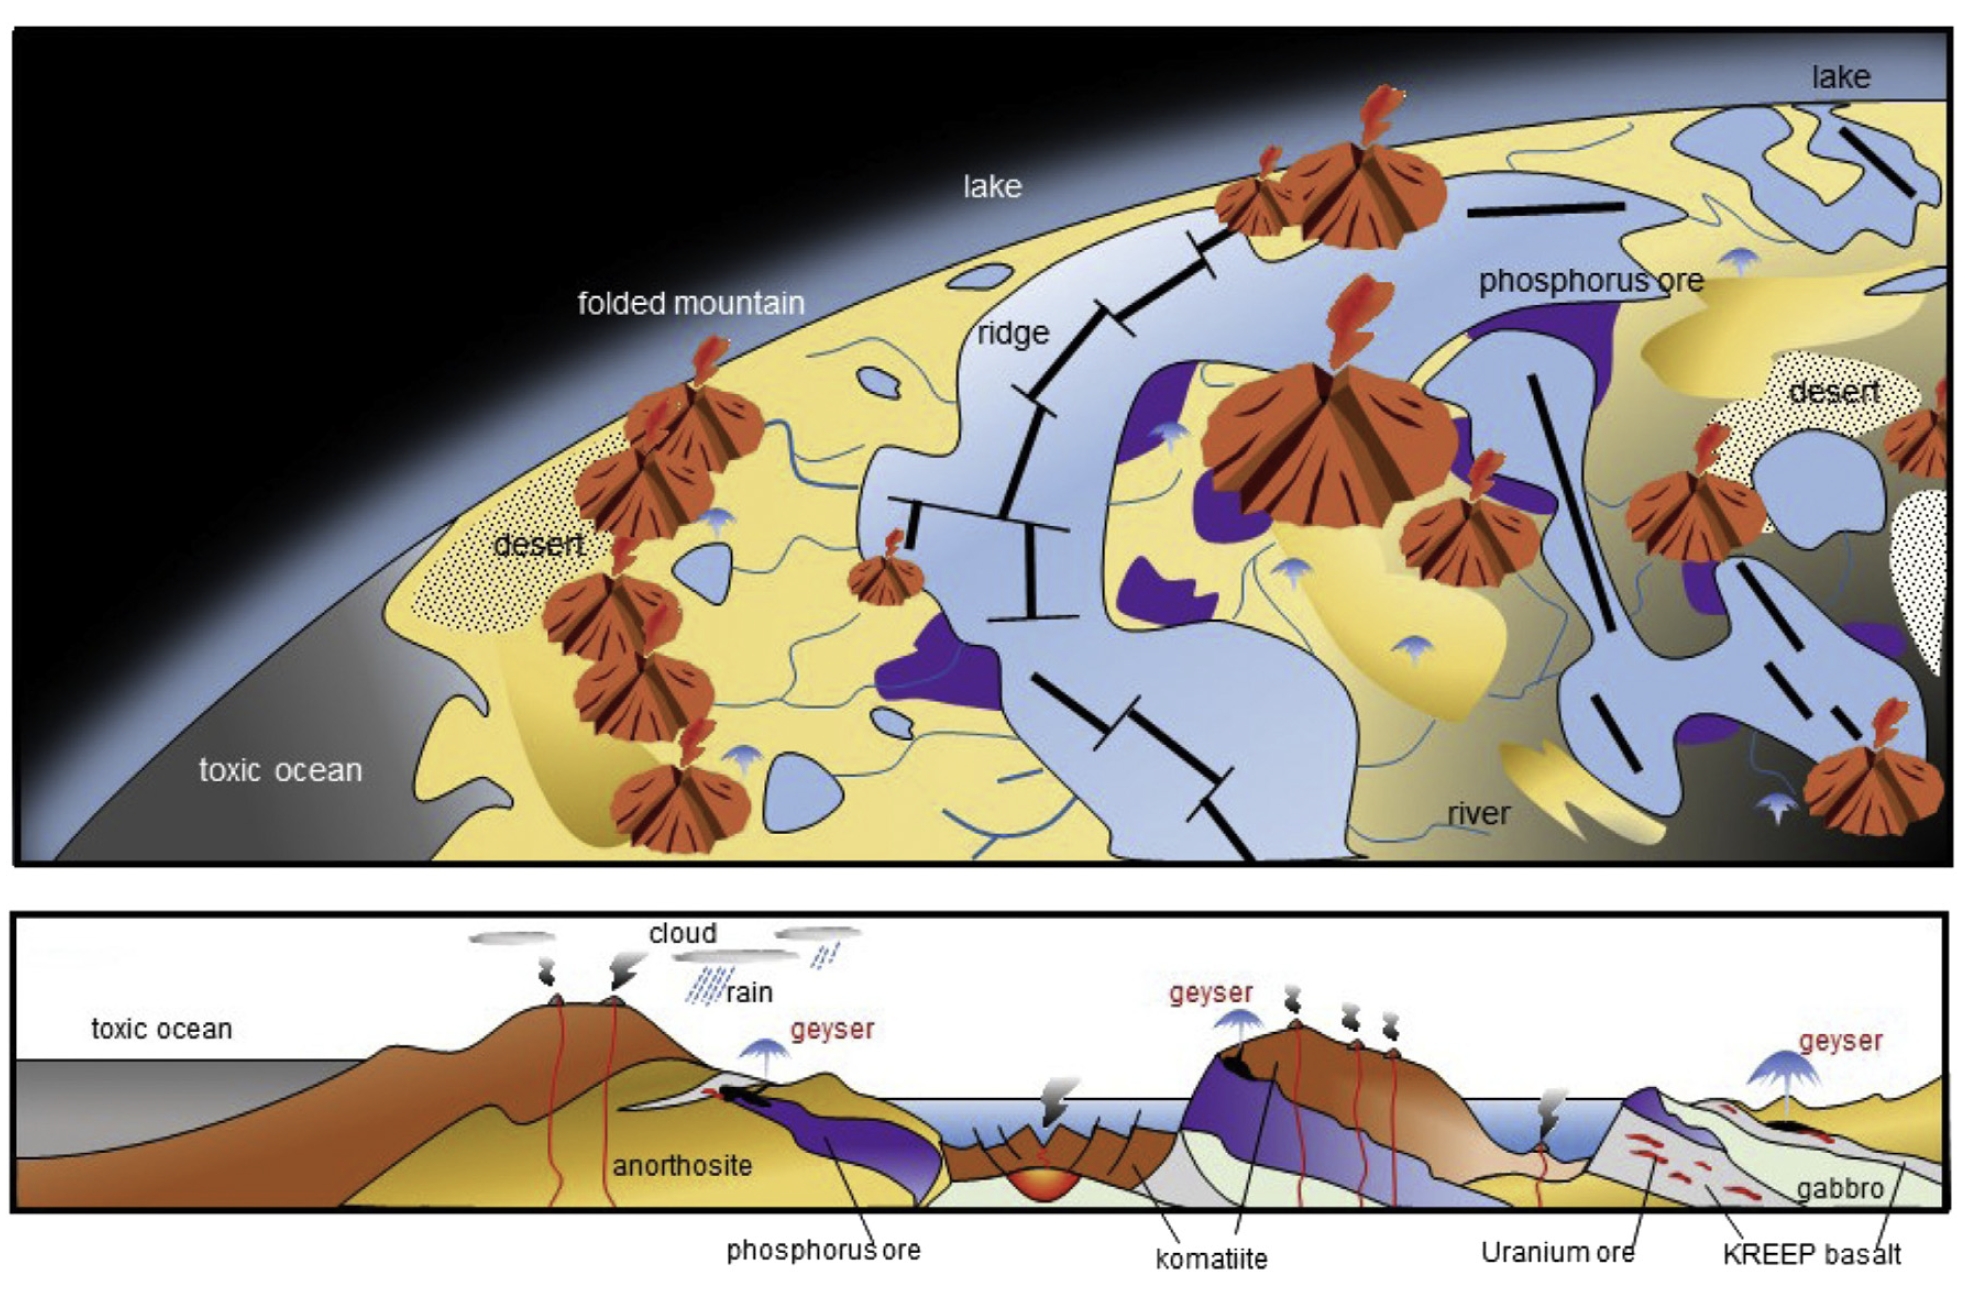 lake
lake
folded mountain
phosphorus ore
ridge
desert
desert
toxic ocean
river
cloud
rain
geyser
toxic ocean
geyser
geyser
anorthosite
gabbro
phosphorus ore
komatiite
Uranium ore
KREEP basalt